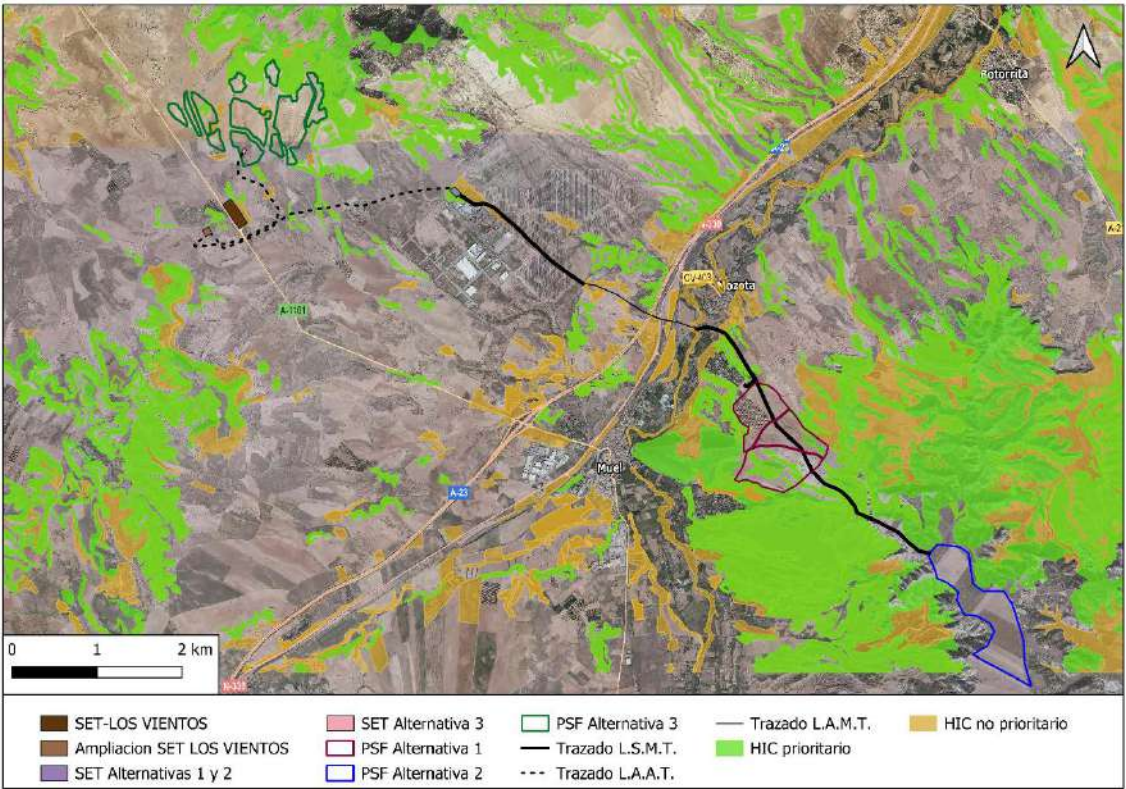 Botorrita
A-23
N-330
A-2
CV-403
Mozota
A-1101
Muel
A-23
N-330
0 1 2 km
SET-LOS VIENTOS
Ampliacion SET LOS VIENTOS
SET Alternativas 1 y 2
SET Alternativa 3
PSF Alternativa 1
PSF Alternativa 2
PSF Alternativa 3
Trazado L.S.M.T.
Trazado L.A.A.T.
Trazado L.A.M.T.
HIC prioritario
HIC no prioritario